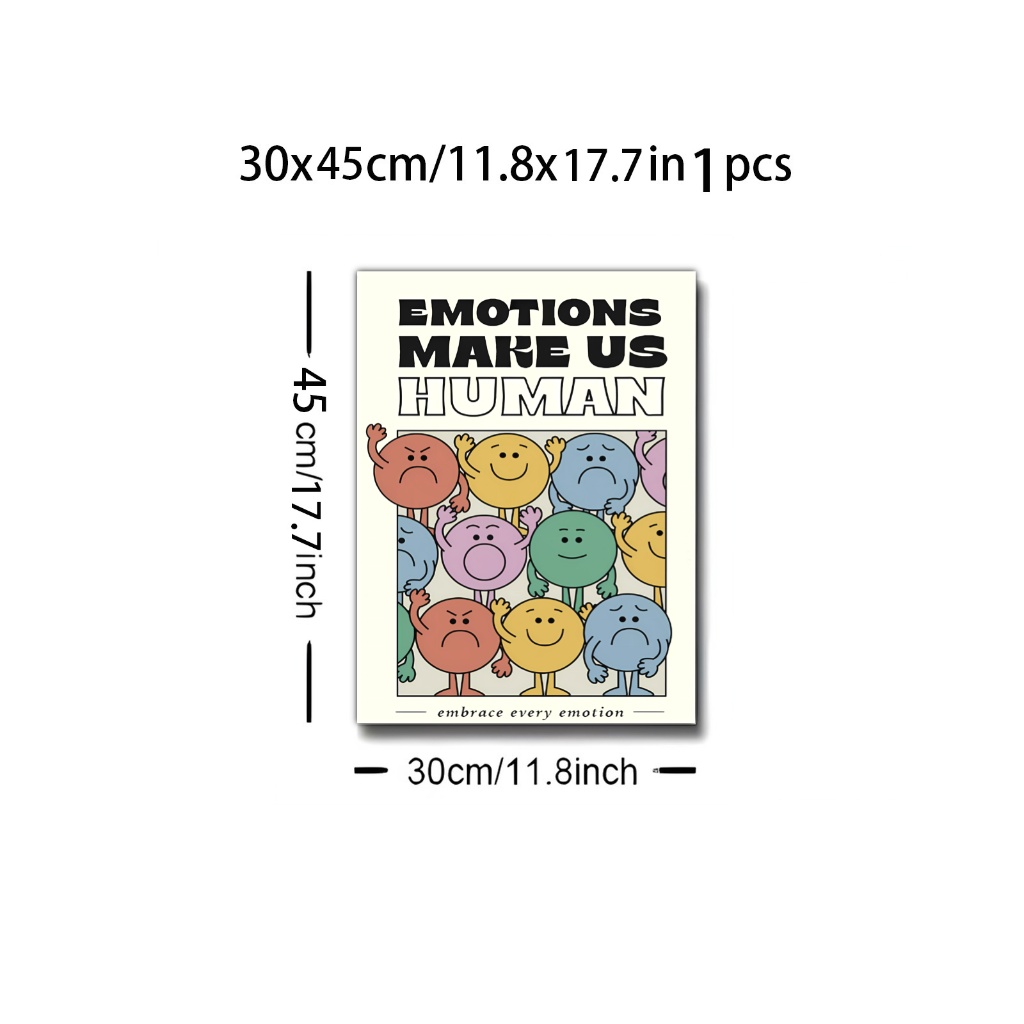 30x45cm/11.8x17.7in 1 pcs
EMOTIONS
MAKE US
HUMAN
45 cm/17.7inch
embrace every emotion
30cm/11.8inch